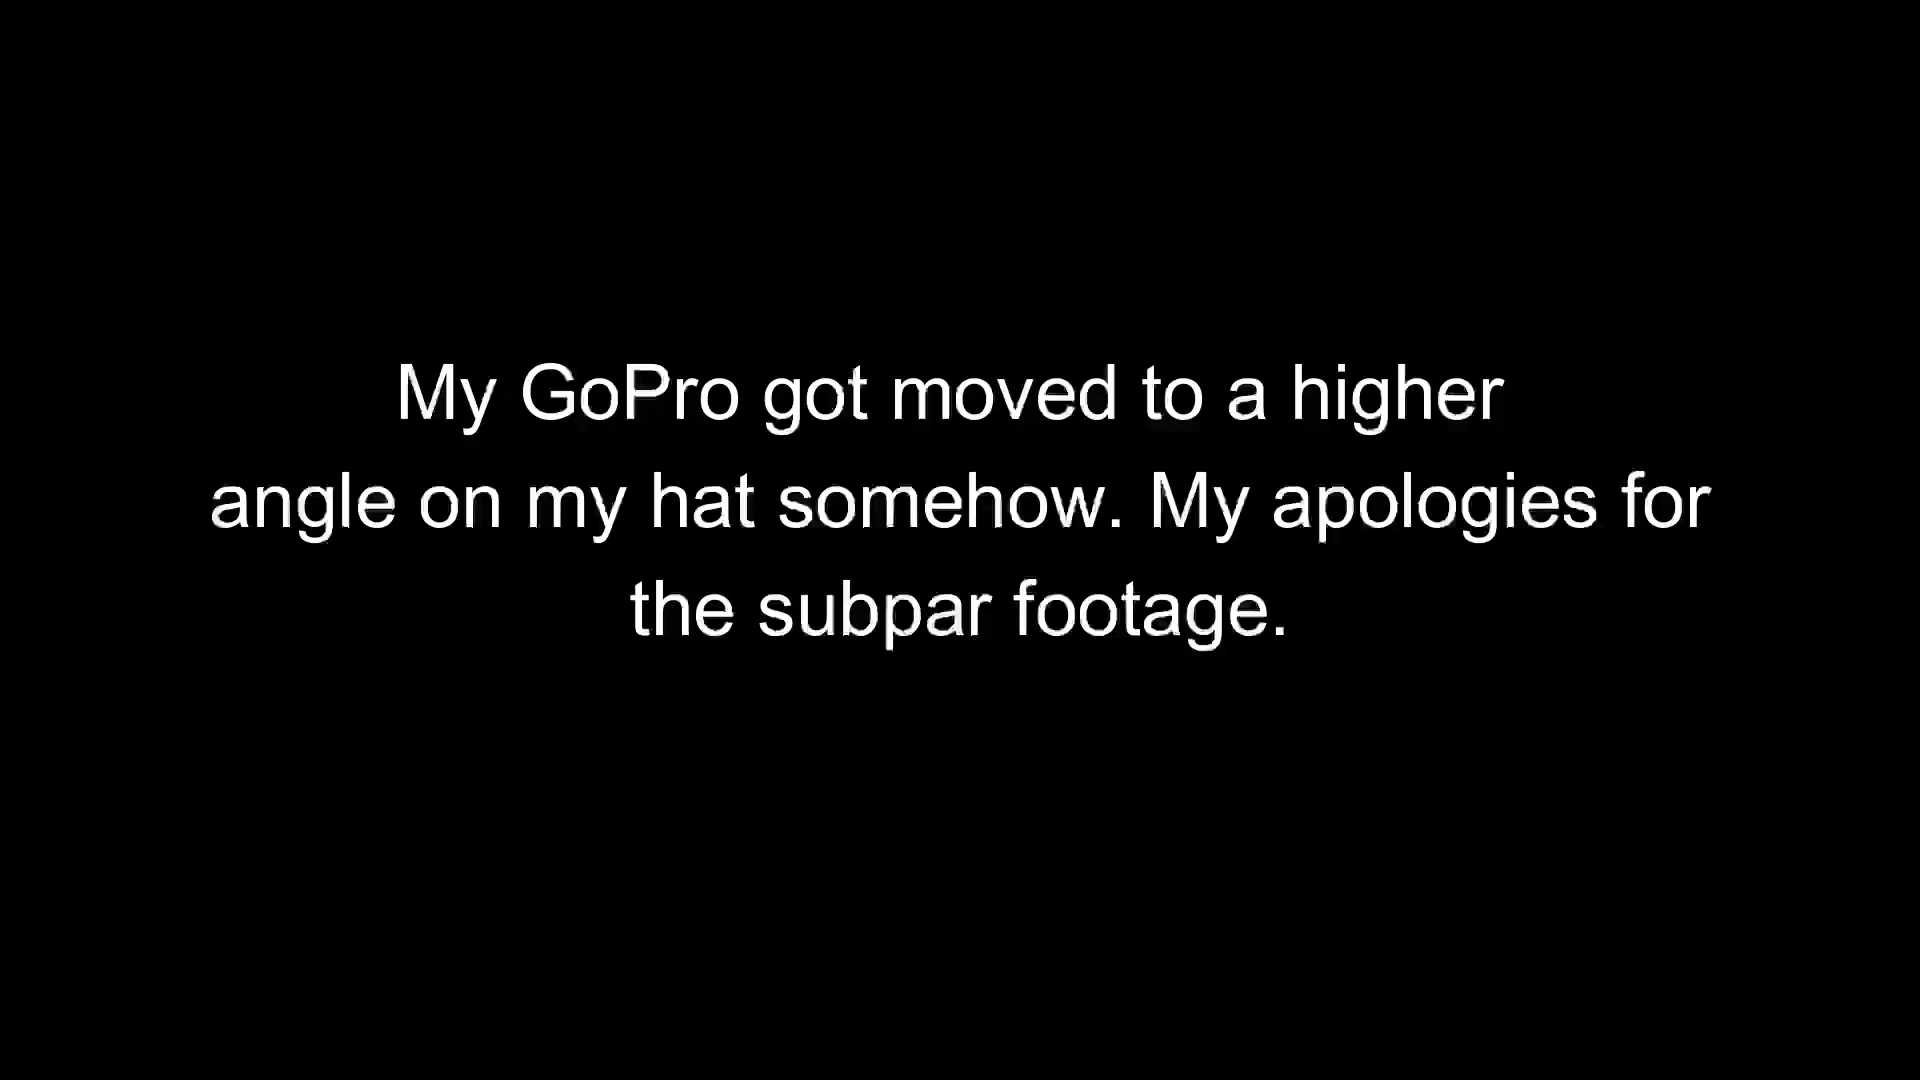 My GoPro got moved to a higher
angle on my hat somehow. My apologies for
the subpar footage.